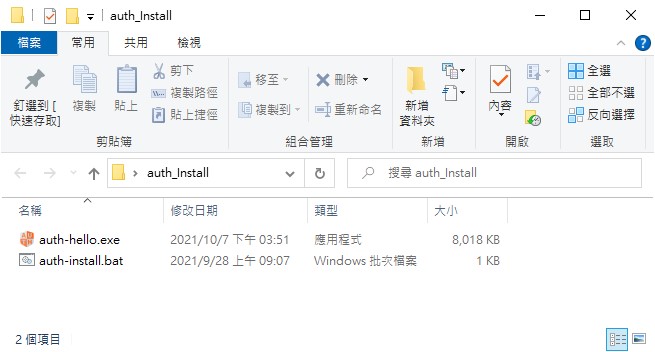 auth_Install
檔案 常用 共用 檢視
釘選到 [
快速存取]
複製
貼上
剪下
複製路徑
貼上捷徑
剪貼簿
移至
複製到
刪除
重新命名
組合管理
新增
資料夾
新增
內容
開啟
全選
全部不選
反向選擇
選取
auth_Install
搜尋 auth_Install
名稱 修改日期 類型 大小
auth-hello.exe 2021/10/7 下午 03:51 應用程式 8,018 KB
auth-install.bat 2021/9/28 上午 09:07 Windows 批次檔案 1 KB
2 個項目